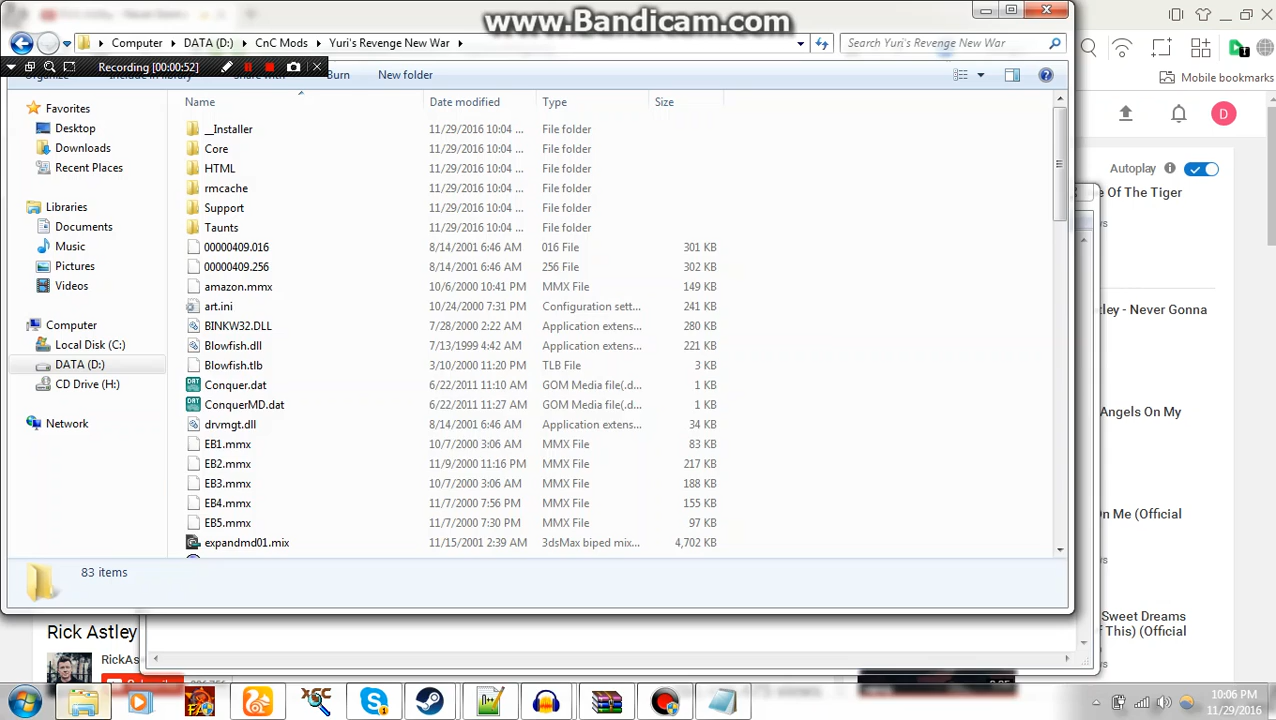 www.Bandicam.com
Computer
DATA (D:)
CnC Mods
Yuri's Revenge New War
Search Yuri's Revenge New War
Recording [00:00:52]
Burn
New folder
Mobile bookmarks
Favorites
Desktop
Downloads
Recent Places
Libraries
Documents
Music
Pictures
Videos
Computer
Local Disk (C:)
DATA (D:)
CD Drive (H:)
Network
Name Date modified Type Size
__Installer 11/29/2016 10:04 ... File folder
Core 11/29/2016 10:04 ... File folder
HTML 11/29/2016 10:04 ... File folder
rmcache 11/29/2016 10:04 ... File folder
Support 11/29/2016 10:04 ... File folder
Taunts 11/29/2016 10:04 ... File folder
00000409.016 8/14/2001 6:46 AM 016 File 301 KB
00000409.256 8/14/2001 6:46 AM 256 File 302 KB
amazon.mmx 10/6/2000 10:41 PM MMX File 149 KB
art.ini 10/24/2000 7:31 PM Configuration sett... 241 KB
BINKW32.DLL 7/28/2000 2:22 AM Application extens... 280 KB
Blowfish.dll 7/13/1999 4:42 AM Application extens... 221 KB
Blowfish.tlb 3/10/2000 11:20 PM TLB File 3 KB
Conquer.dat 6/22/2011 11:10 AM GOM Media file(.d... 1 KB
ConquerMD.dat 6/22/2011 11:27 AM GOM Media file(.d... 1 KB
drvmgt.dll 8/14/2001 6:46 AM Application extens... 34 KB
EB1.mmx 10/7/2000 3:06 AM MMX File 83 KB
EB2.mmx 11/9/2000 11:16 PM MMX File 217 KB
EB3.mmx 10/7/2000 3:06 AM MMX File 188 KB
EB4.mmx 11/7/2000 7:56 PM MMX File 155 KB
EB5.mmx 11/7/2000 7:30 PM MMX File 97 KB
expandmd01.mix 11/15/2001 2:39 AM 3dsMax biped mix... 4,702 KB
83 items
D
Autoplay
e Of The Tiger
tley - Never Gonna
Angels On My
On Me (Official
Sweet Dreams
f This) (Official
Rick Astley
RickAs
10:06 PM
11/29/2016